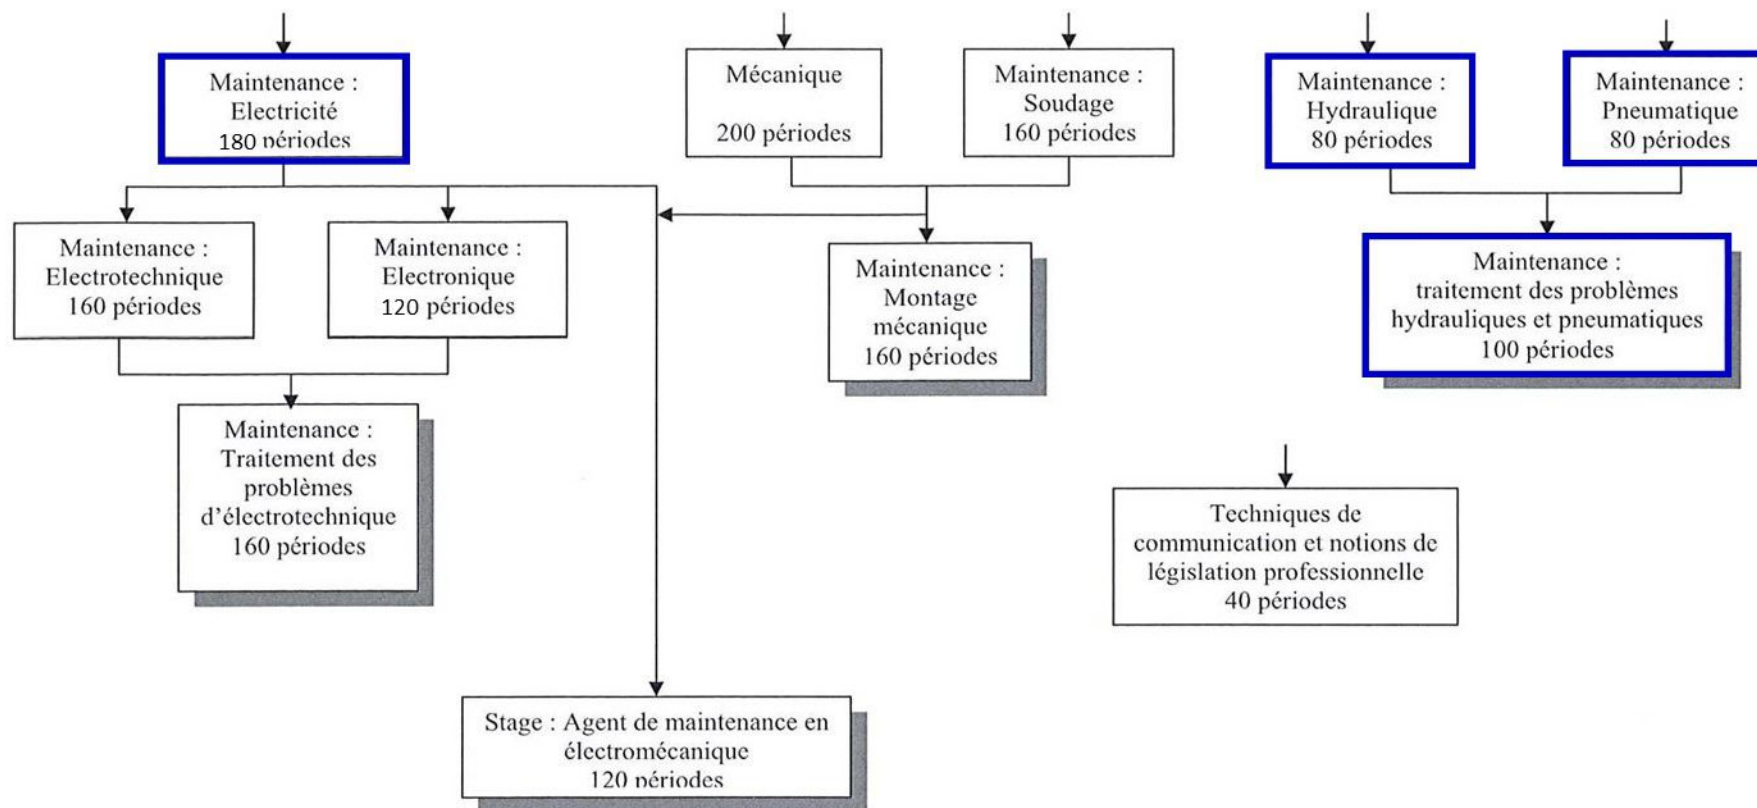 Maintenance :
Electricité
180 périodes
Mécanique
200 périodes
Maintenance :
Soudage
160 périodes
Maintenance :
Hydraulique
80 périodes
Maintenance :
Pneumatique
80 périodes
Maintenance :
Electrotechnique
160 périodes
Maintenance :
Electronique
120 périodes
Maintenance :
Montage
mécanique
160 périodes
Maintenance :
traitement des problèmes
hydrauliques et pneumatiques
100 périodes
Maintenance :
Traitement des
problèmes
d'électrotechnique
160 périodes
Techniques de
communication et notions de
législation professionnelle
40 périodes
Stage : Agent de maintenance en
électromécanique
120 périodes